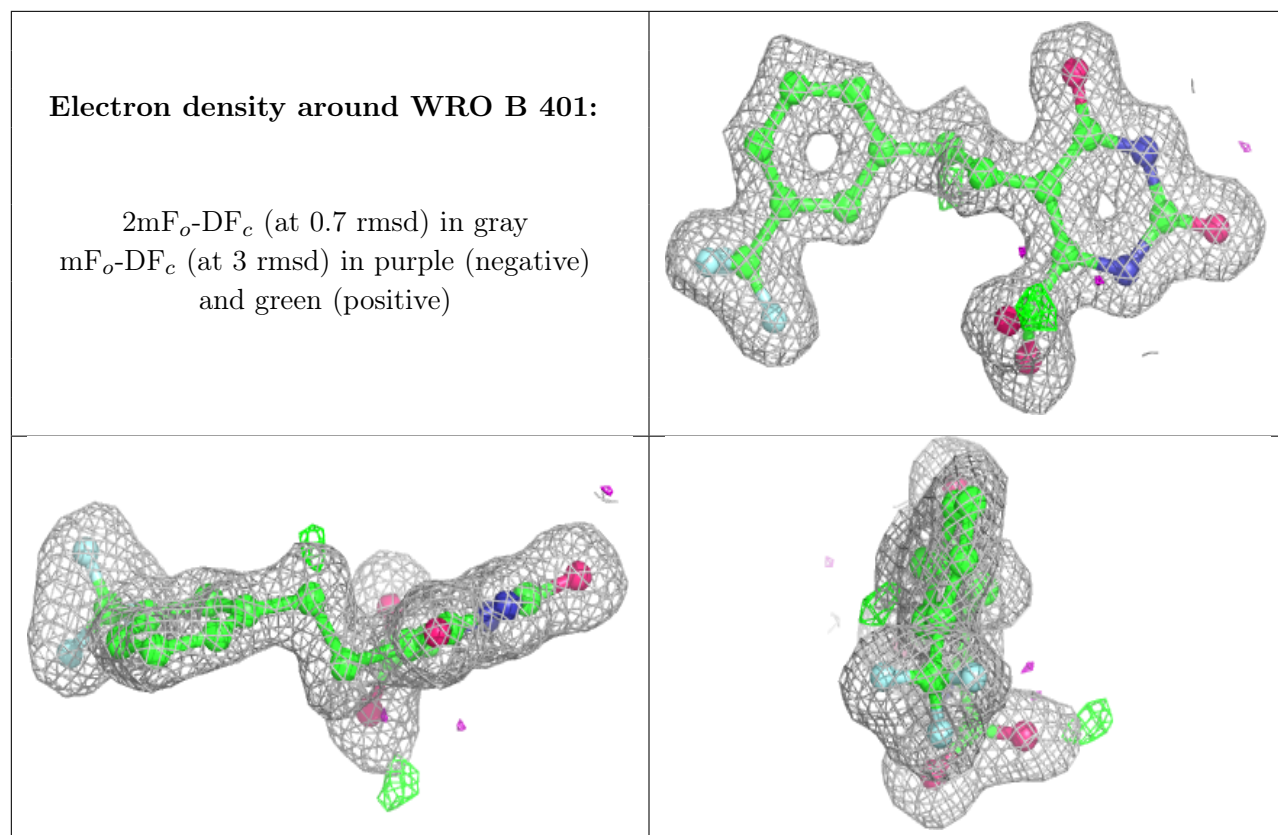 Electron density around WRO B 401:
2mFo-DFc (at 0.7 rmsd) in gray
mFo-DFc (at 3 rmsd) in purple (negative)
and green (positive)